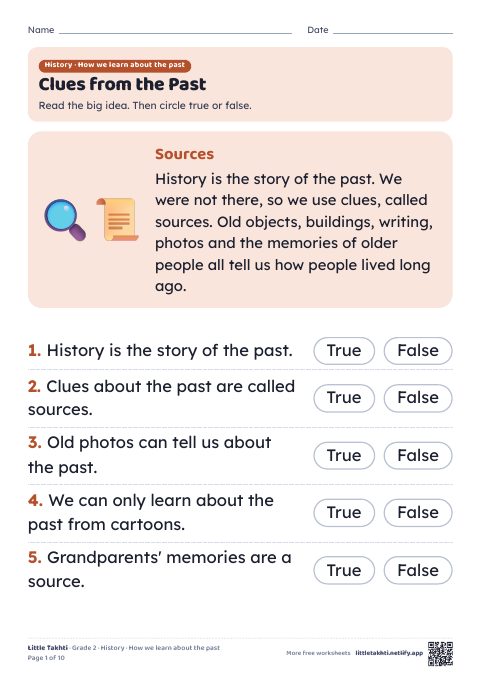 Name Date
History · How we learn about the past
Clues from the Past
Read the big idea. Then circle true or false.
Sources
History is the story of the past. We
were not there, so we use clues, called
sources. Old objects, buildings, writing,
photos and the memories of older
people all tell us how people lived long
ago.
1. History is the story of the past. True False
2. Clues about the past are called
sources. True False
3. Old photos can tell us about
the past. True False
4. We can only learn about the
past from cartoons. True False
5. Grandparents' memories are a
source. True False
Little Takhti · Grade 2 · History · How we learn about the past
Page 1 of 10
More free worksheets littletakhti.netlify.app